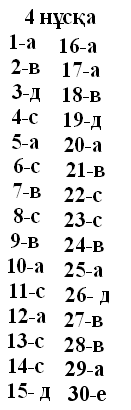 4 нұсқа
1-а
2-в
3-д
4-с
5-а
6-с
7-в
8-с
9-в
10-а
11-с
12-а
13-с
14-с
15- д
16-а
17-а
18-в
19-д
20-а
21-в
22-с
23-с
24-в
25-а
26- д
27-в
28-в
29-а
30-е